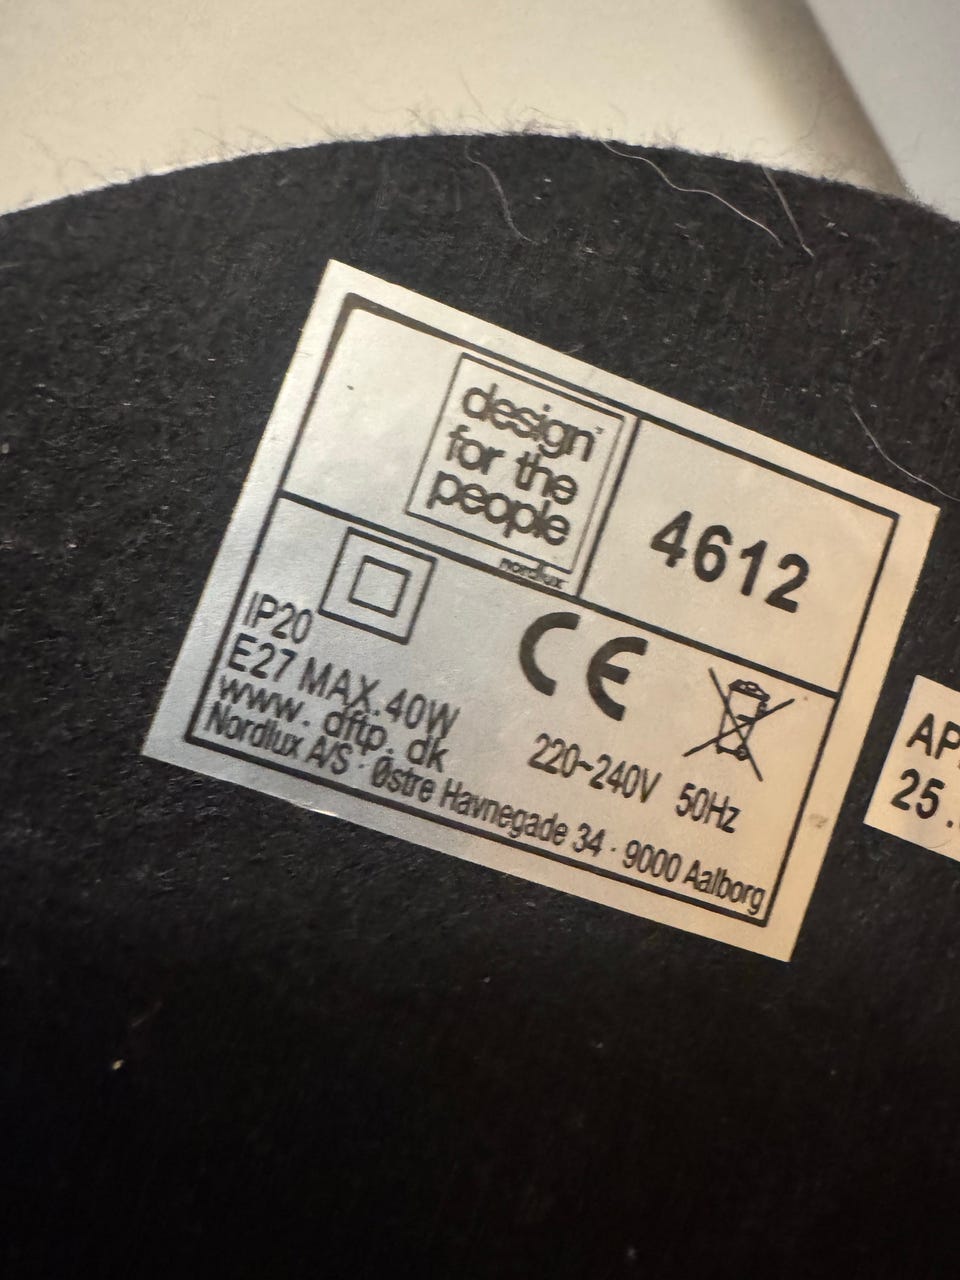 design
for the
people
nordlux
4612
IP20
E27 MAX.40W
www. dftp. dk
220~240V 50Hz
Nordlux A/S · Østre Havnegade 34 · 9000 Aalborg
CE
25.